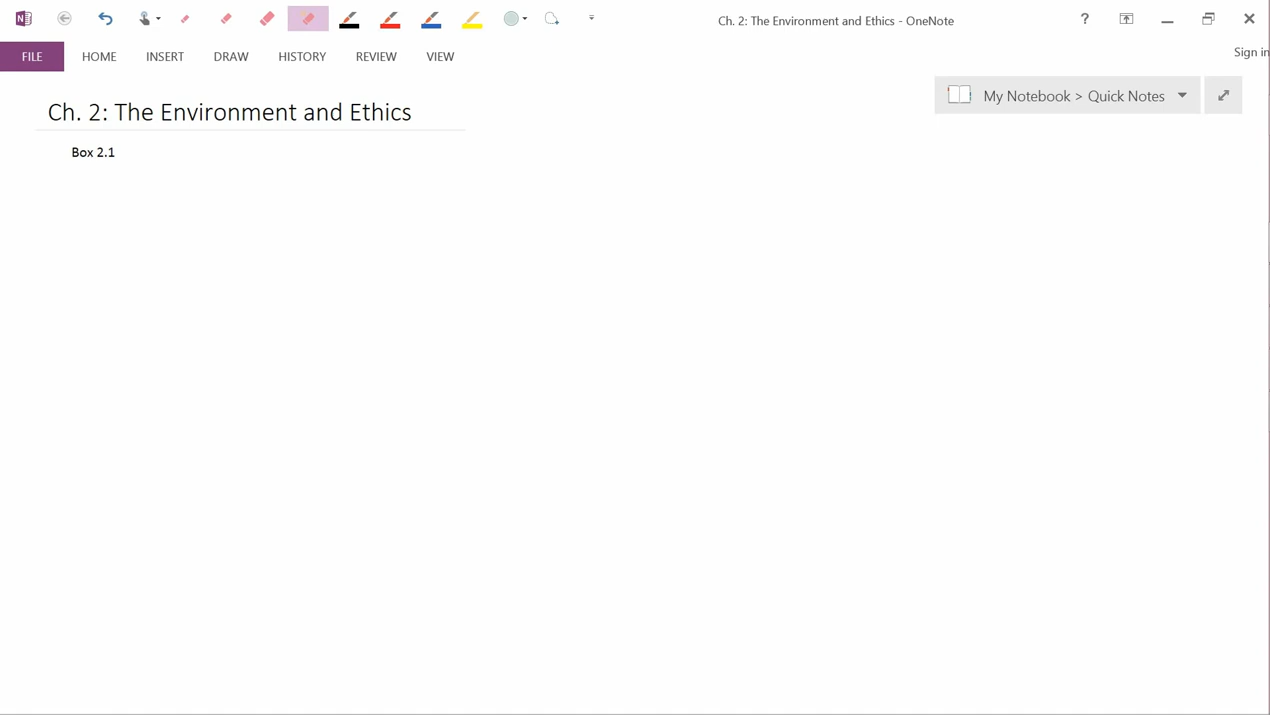 Ch. 2: The Environment and Ethics - OneNote
Sign in
FILE HOME INSERT DRAW HISTORY REVIEW VIEW
My Notebook > Quick Notes
Ch. 2: The Environment and Ethics
Box 2.1